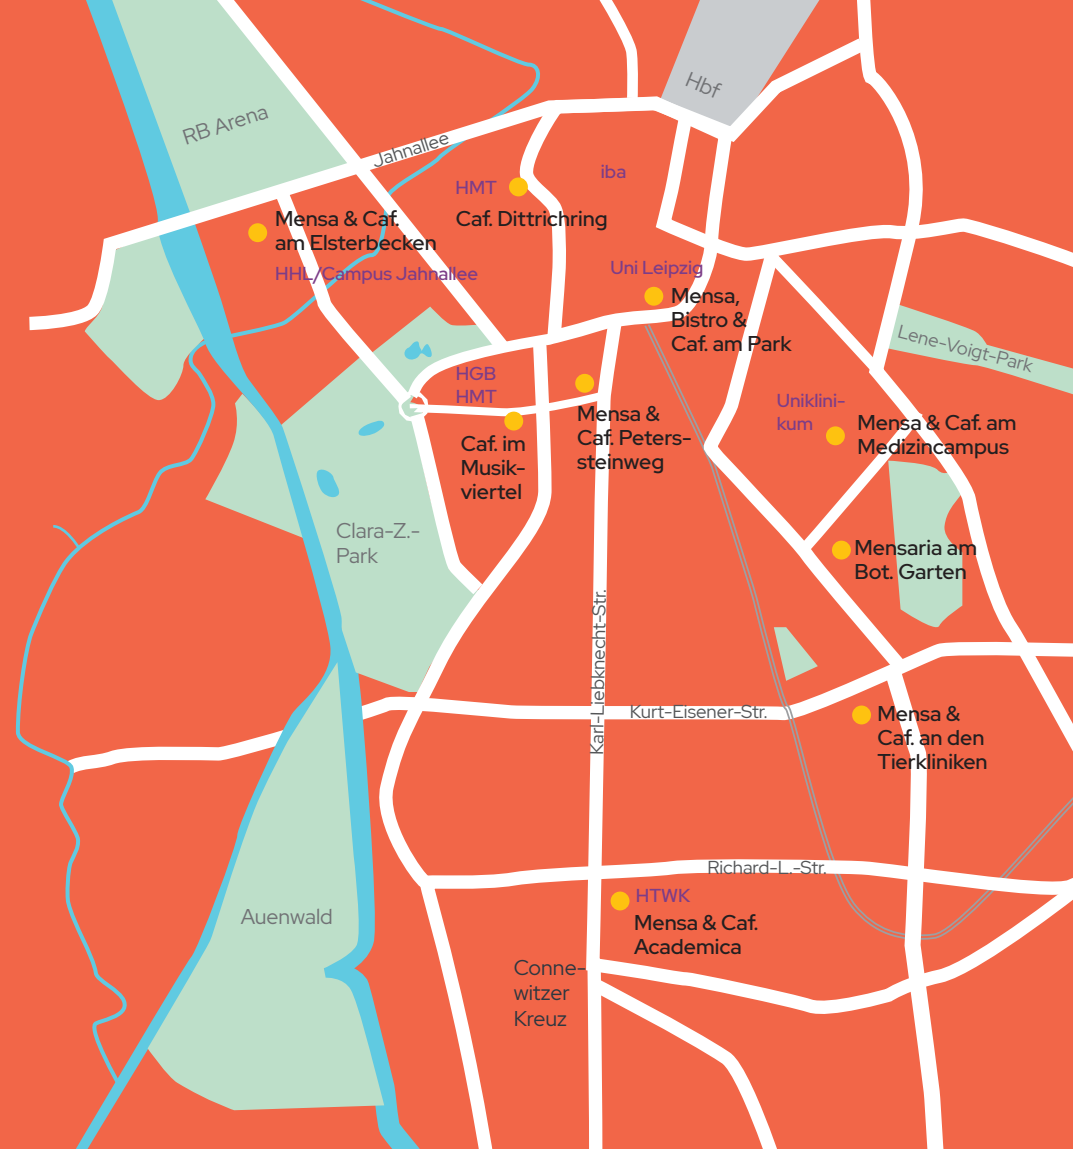 Hbf
RB Arena
Jahnallee
iba
HMT
Caf. Dittrichring
Mensa & Caf.
am Elsterbecken
HHL/Campus Jahnallee
Uni Leipzig
Mensa,
Bistro &
Caf. am Park
Lene-Voigt-Park
HGB
HMT
Caf. im
Musik-
viertel
Mensa &
Caf. Peters-
steinweg
Uniklini-
kum
Mensa & Caf. am
Medizincampus
Clara-Z.-
Park
Mensaria am
Bot. Garten
Karl-Liebknecht-Str.
Kurt-Eisener-Str.
Mensa &
Caf. an den
Tierkliniken
Richard-L.-Str.
HTWK
Mensa & Caf.
Academica
Auenwald
Conne-
witzer
Kreuz